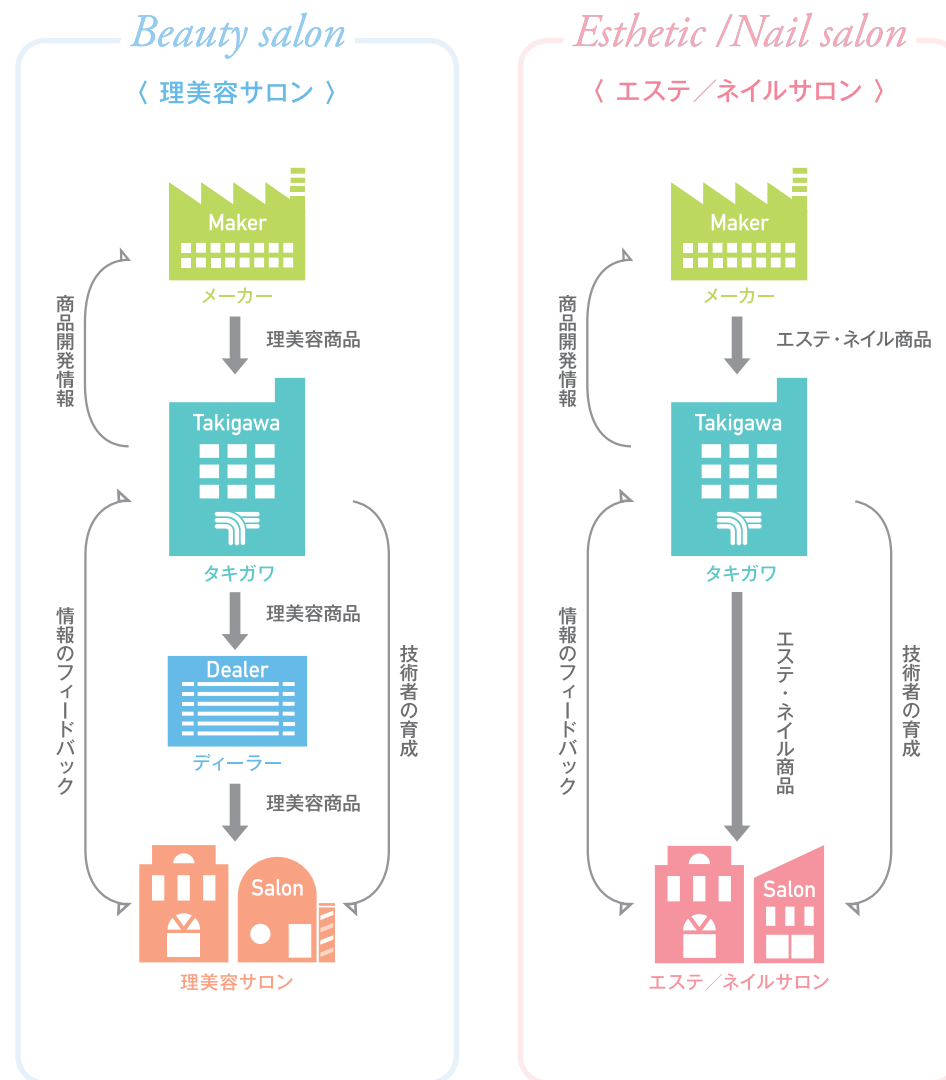 Beauty salon
〈 理美容サロン 〉
Maker
メーカー
商品開発情報
理美容商品
Takigawa
タキガワ
理美容商品
情報のフィードバック
技術者の育成
Dealer
ディーラー
理美容商品
Salon
理美容サロン
Esthetic /Nail salon
〈 エステ／ネイルサロン 〉
Maker
メーカー
商品開発情報
エステ・ネイル商品
Takigawa
タキガワ
情報のフィードバック
エステ・ネイル商品
技術者の育成
Salon
エステ／ネイルサロン